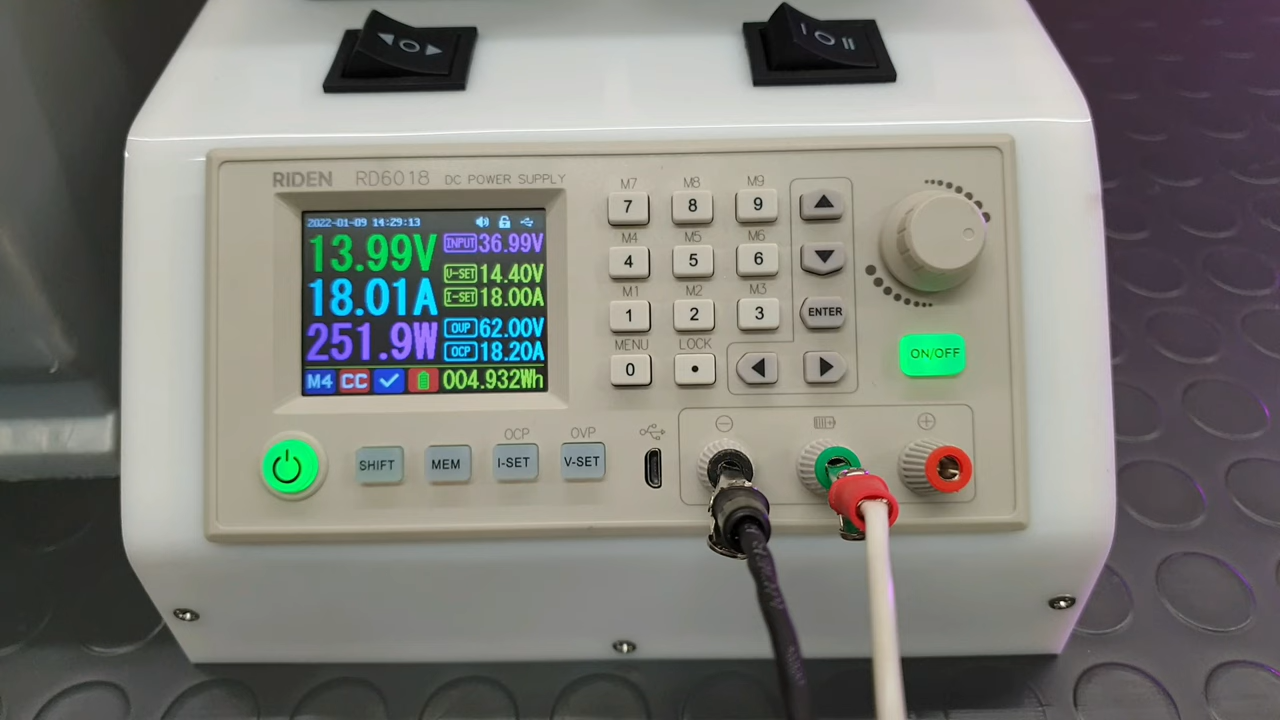 I O II
RIDEN RD6018 DC POWER SUPPLY
2022-01-09 14:29:13
13.99V
18.01A
251.9W
INPUT 36.99V
V-SET 14.40V
I-SET 18.00A
OVP 62.00V
OCP 18.20A
M4 CC 004.932Wh
M7 M8 M9
7 8 9
M4 M5 M6
4 5 6
M1 M2 M3
1 2 3 ENTER
MENU LOCK
0 •
ON/OFF
OCP OVP
SHIFT MEM I-SET V-SET